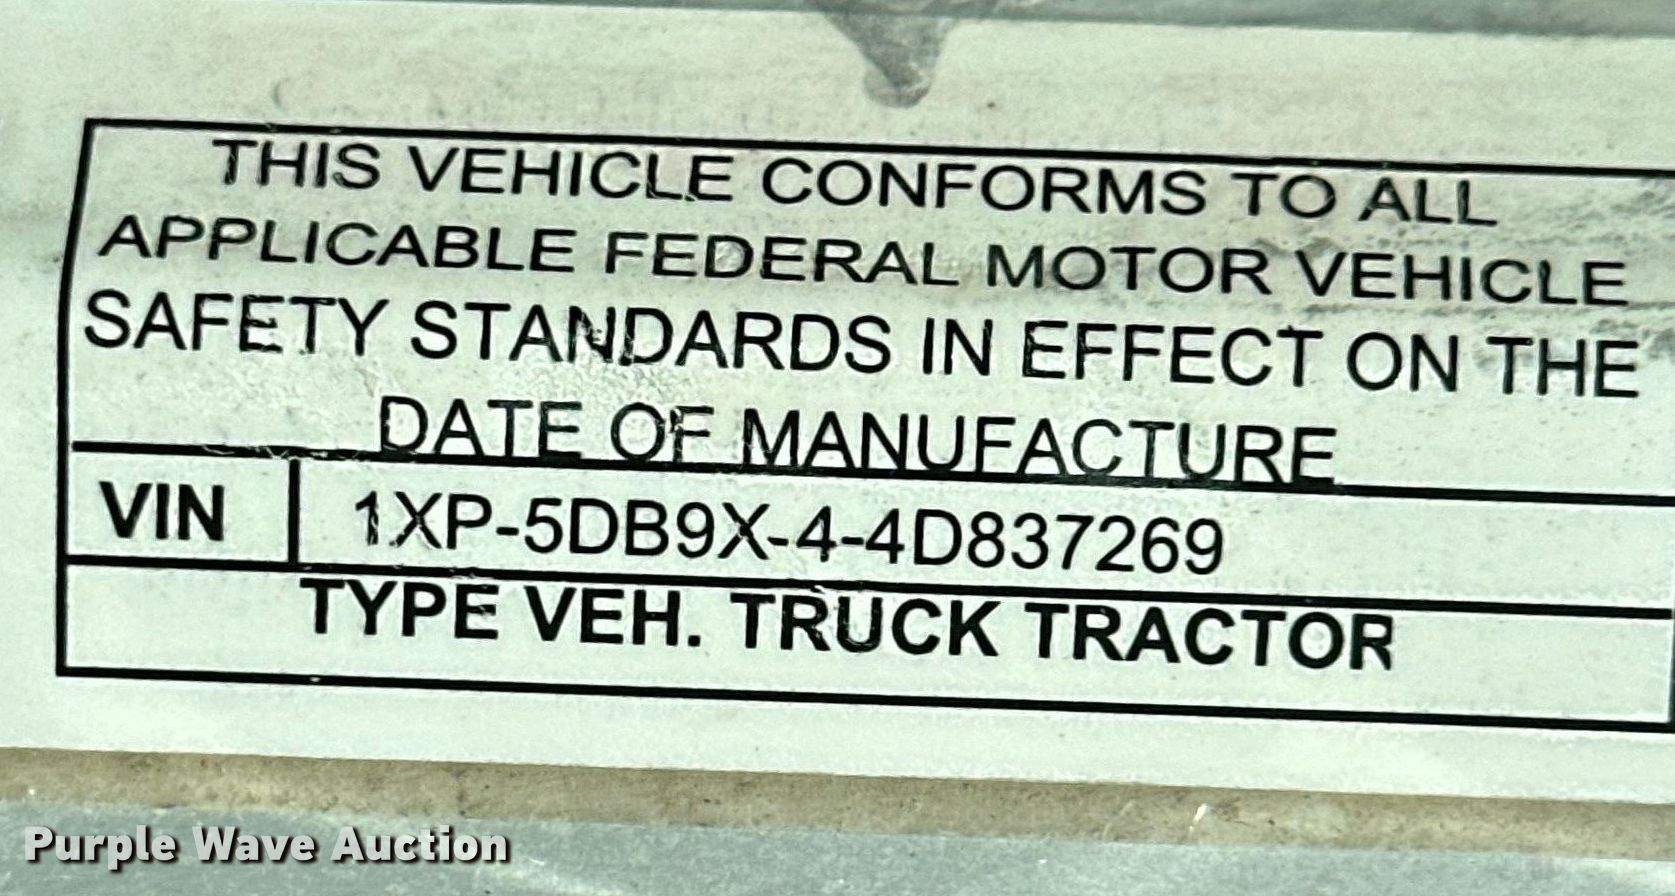 THIS VEHICLE CONFORMS TO ALL
APPLICABLE FEDERAL MOTOR VEHICLE
SAFETY STANDARDS IN EFFECT ON THE
DATE OF MANUFACTURE
VIN 1XP-5DB9X-4-4D837269
TYPE VEH. TRUCK TRACTOR
Purple Wave Auction